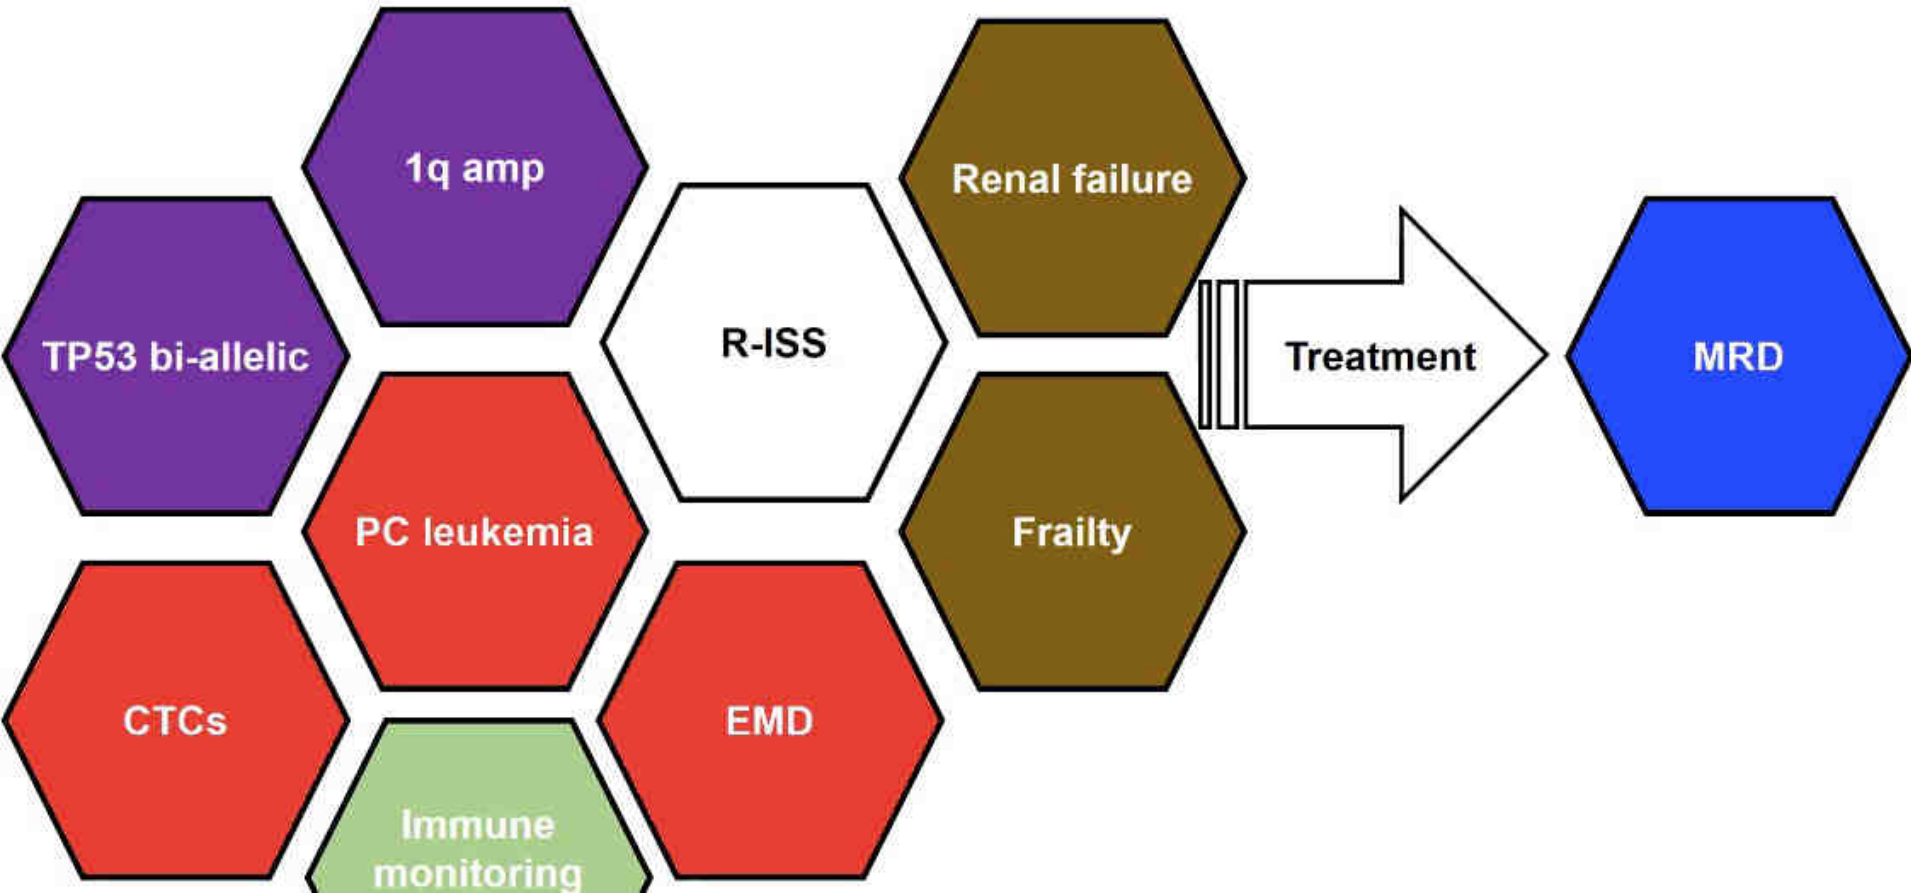 1q amp
Renal failure
TP53 bi-allelic
R-ISS
Treatment
MRD
PC leukemia
Frailty
CTCs
EMD
Immune
monitoring